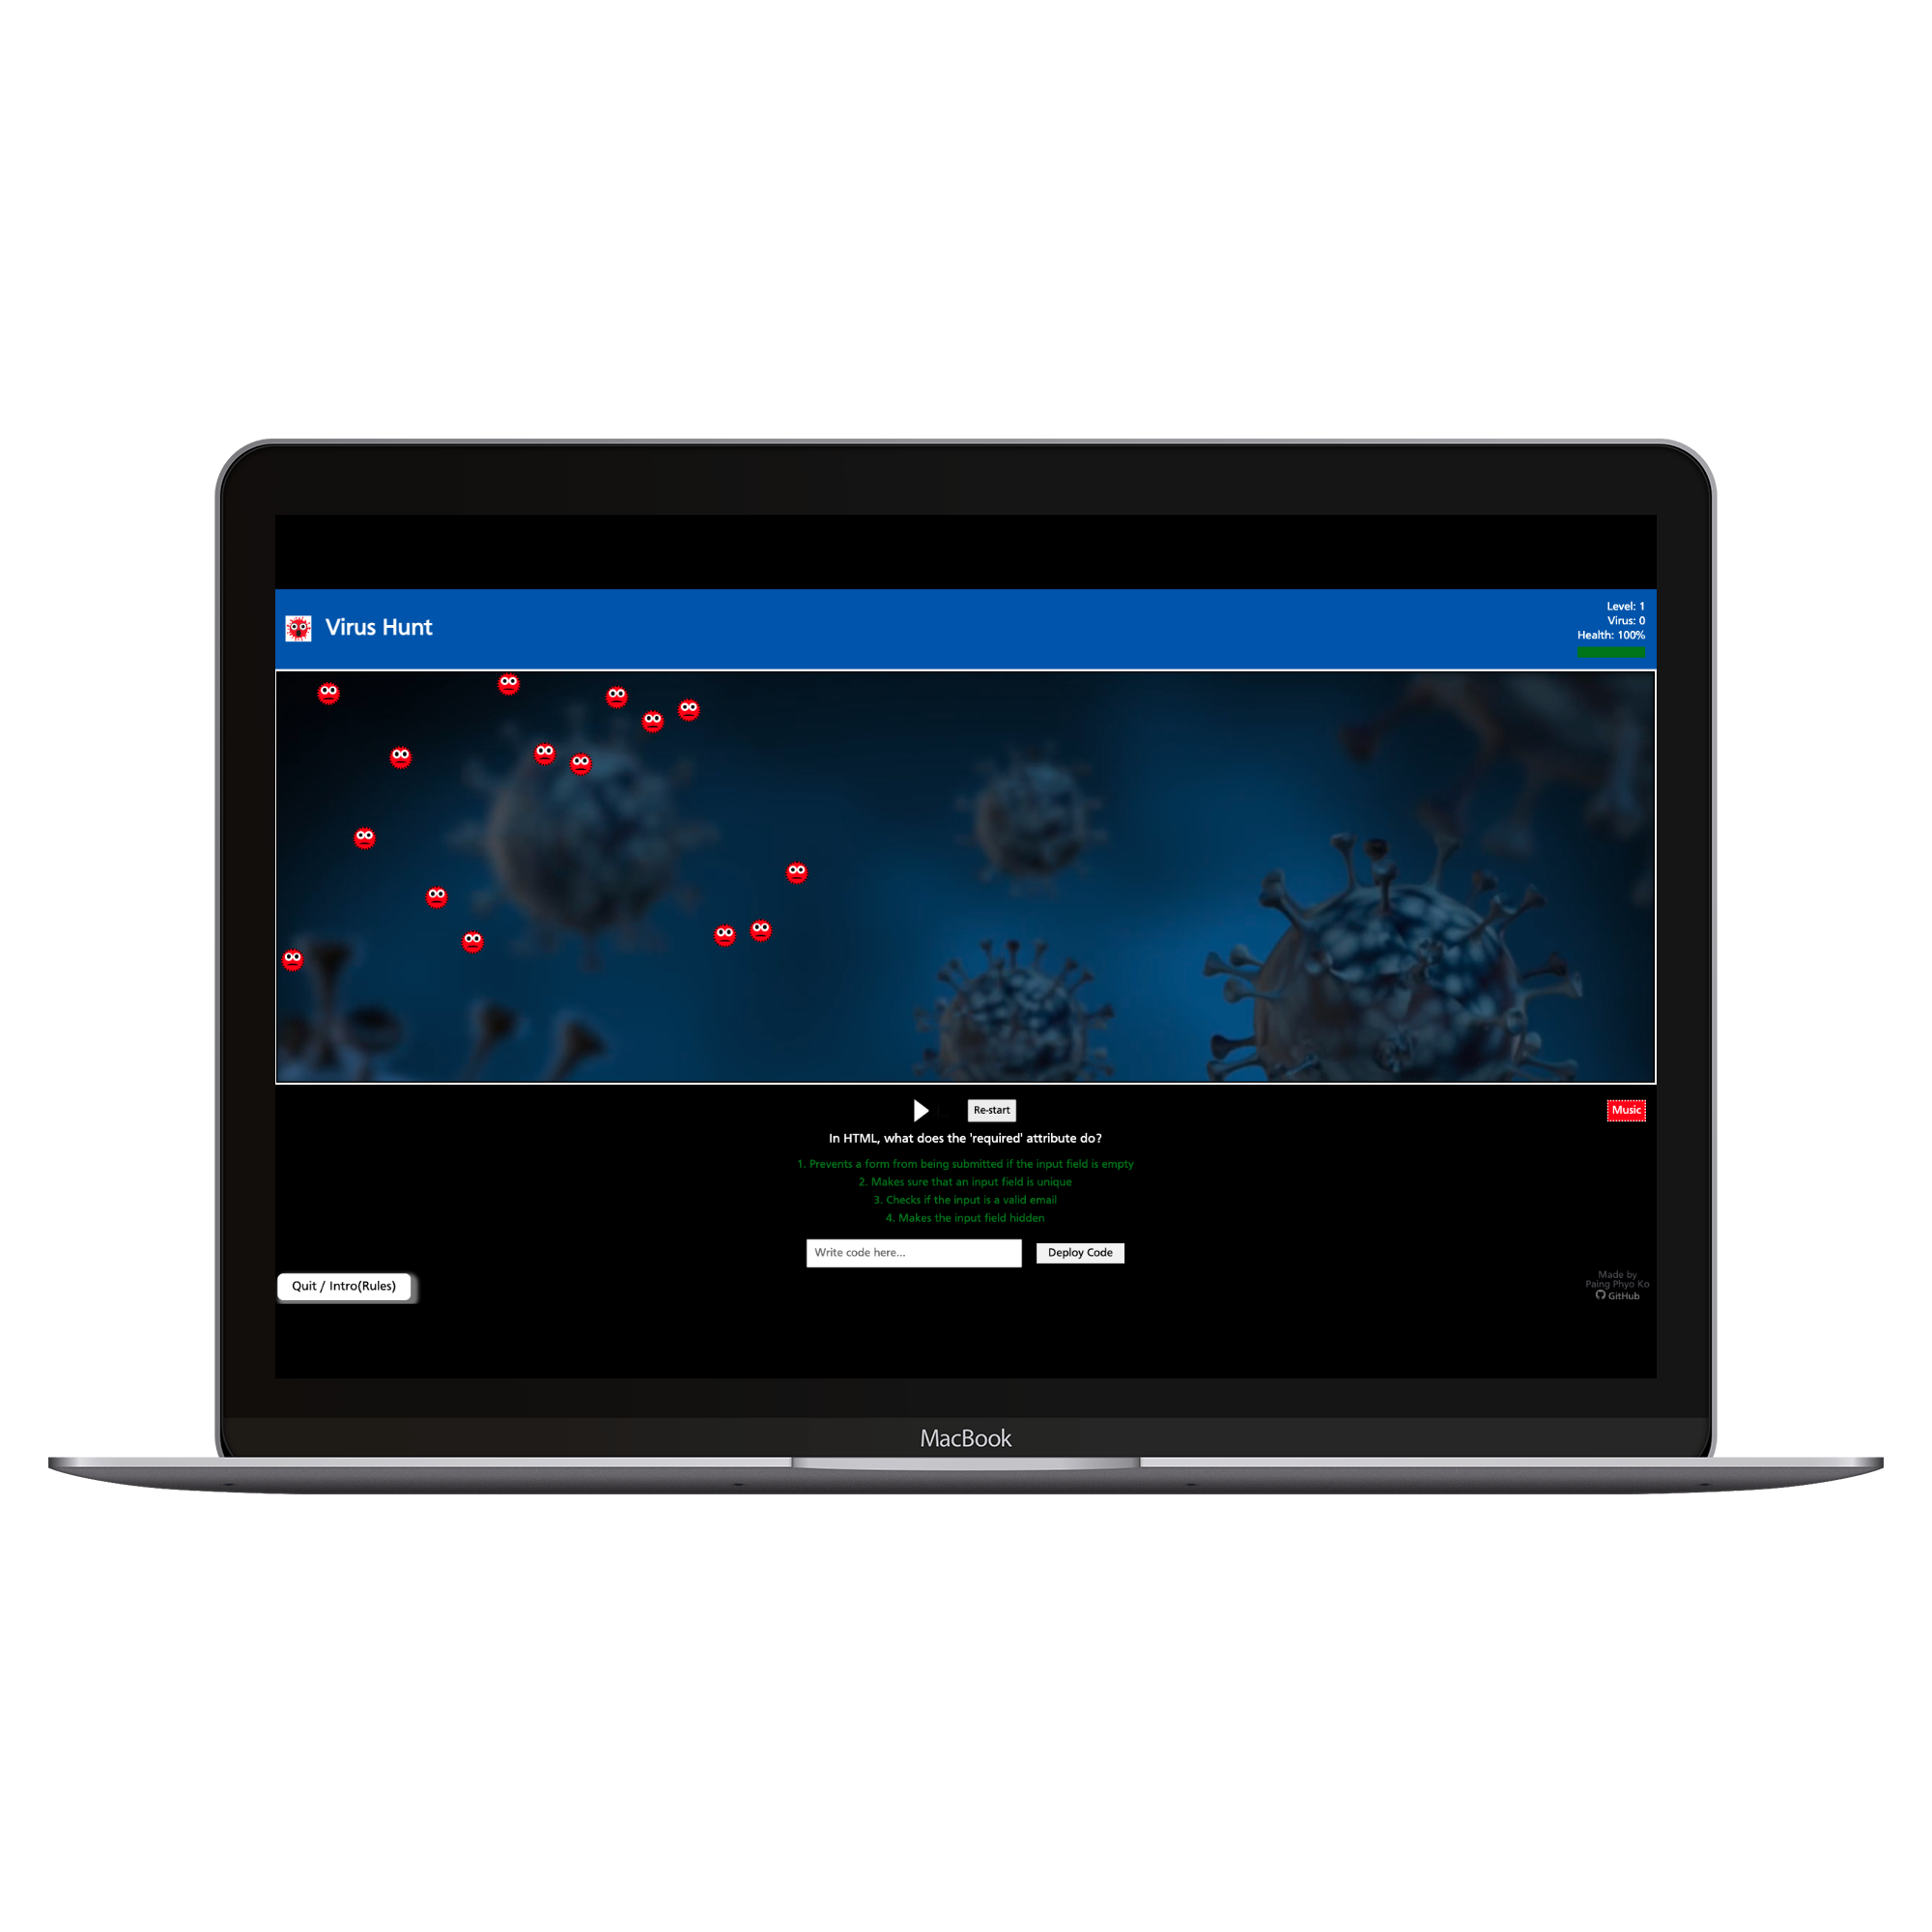 Virus Hunt
Level: 1
Virus: 0
Health: 100%
Re-start
Music
In HTML, what does the 'required' attribute do?
1. Prevents a form from being submitted if the input field is empty
2. Makes sure that an input field is unique
3. Checks if the input is a valid email
4. Makes the input field hidden
Write code here...
Deploy Code
Quit / Intro(Rules)
Made by
Paing Phyo Ko
GitHub
MacBook